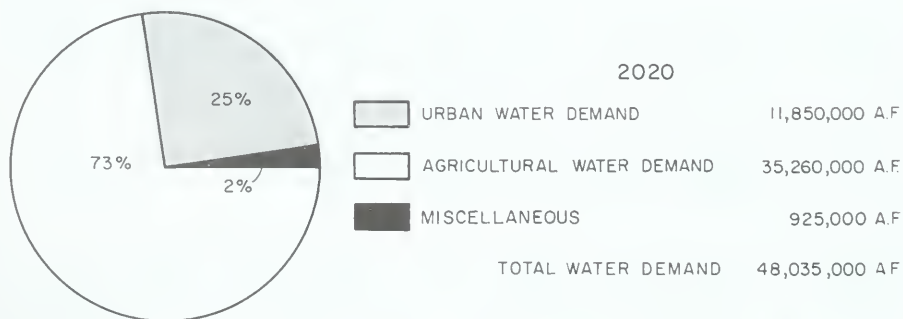 2020
25%
URBAN WATER DEMAND 11,850,000 A.F.
73%
AGRICULTURAL WATER DEMAND 35,260,000 A.F.
2%
MISCELLANEOUS 925,000 A.F.
TOTAL WATER DEMAND 48,035,000 A F